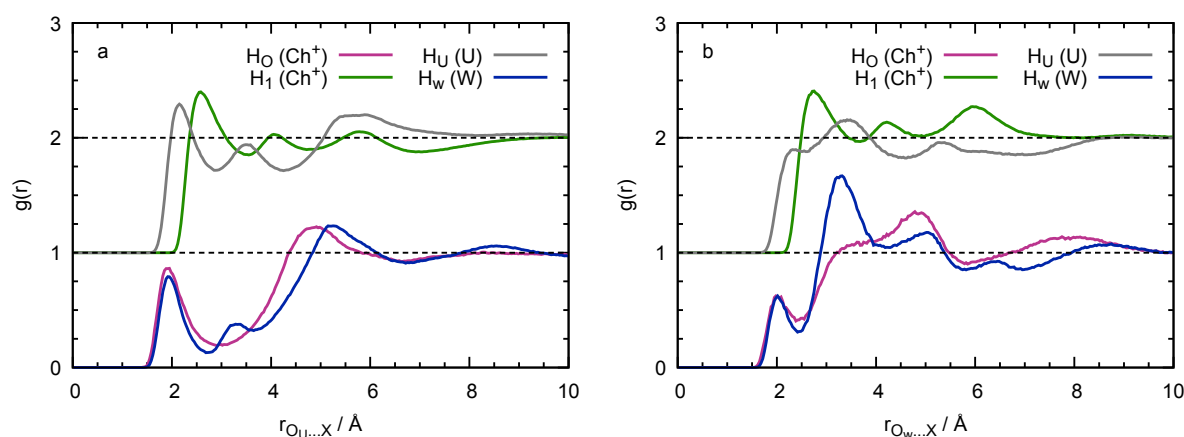 a
H_O (Ch⁺) H_U (U)
H_1 (Ch⁺) H_w (W)
g(r)
3
2
1
0
0 2 4 6 8 10
r_{O_U...X} / Å
b
H_O (Ch⁺) H_U (U)
H_1 (Ch⁺) H_w (W)
g(r)
3
2
1
0
0 2 4 6 8 10
r_{O_w...X} / Å